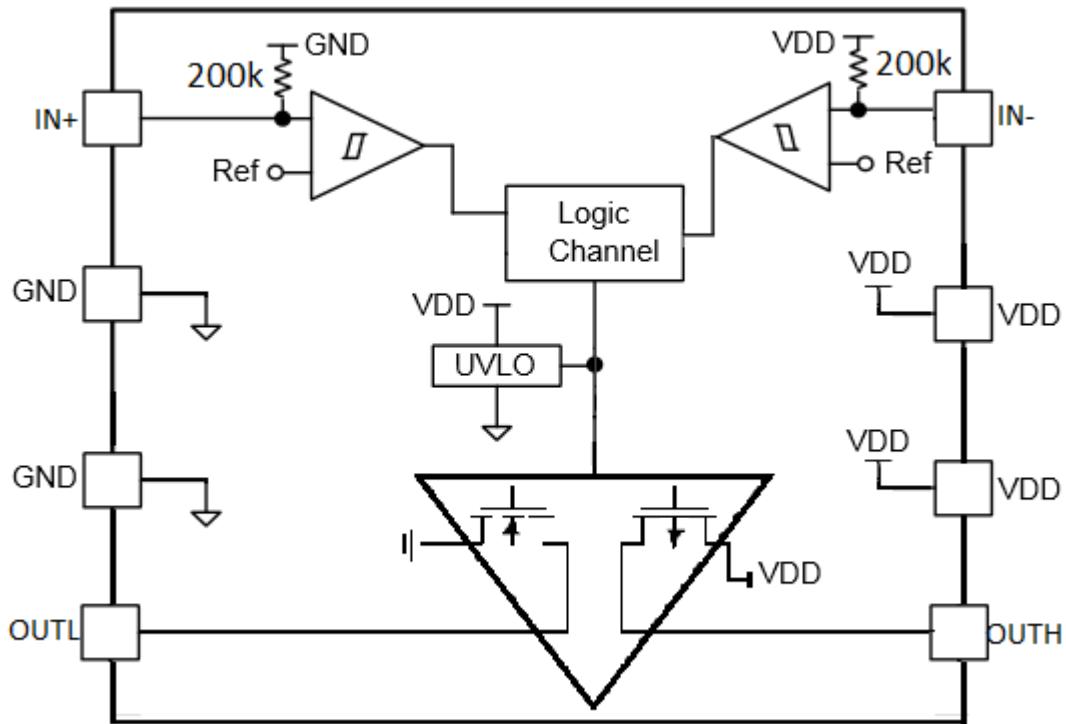 GND
VDD
200k
200k
IN+
IN-
Ref
Ref
Logic
Channel
GND
VDD
VDD
VDD
UVLO
GND
VDD
VDD
VDD
OUTL
OUTH